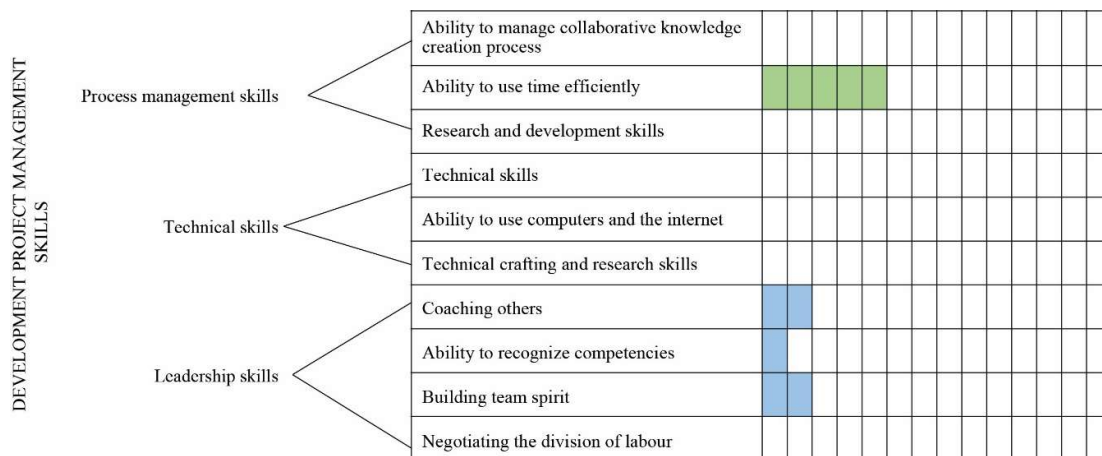 DEVELOPMENT PROJECT MANAGEMENT
SKILLS
Process management skills
Ability to manage collaborative knowledge
creation process
Ability to use time efficiently
Research and development skills
Technical skills
Technical skills
Ability to use computers and the internet
Technical crafting and research skills
Leadership skills
Coaching others
Ability to recognize competencies
Building team spirit
Negotiating the division of labour